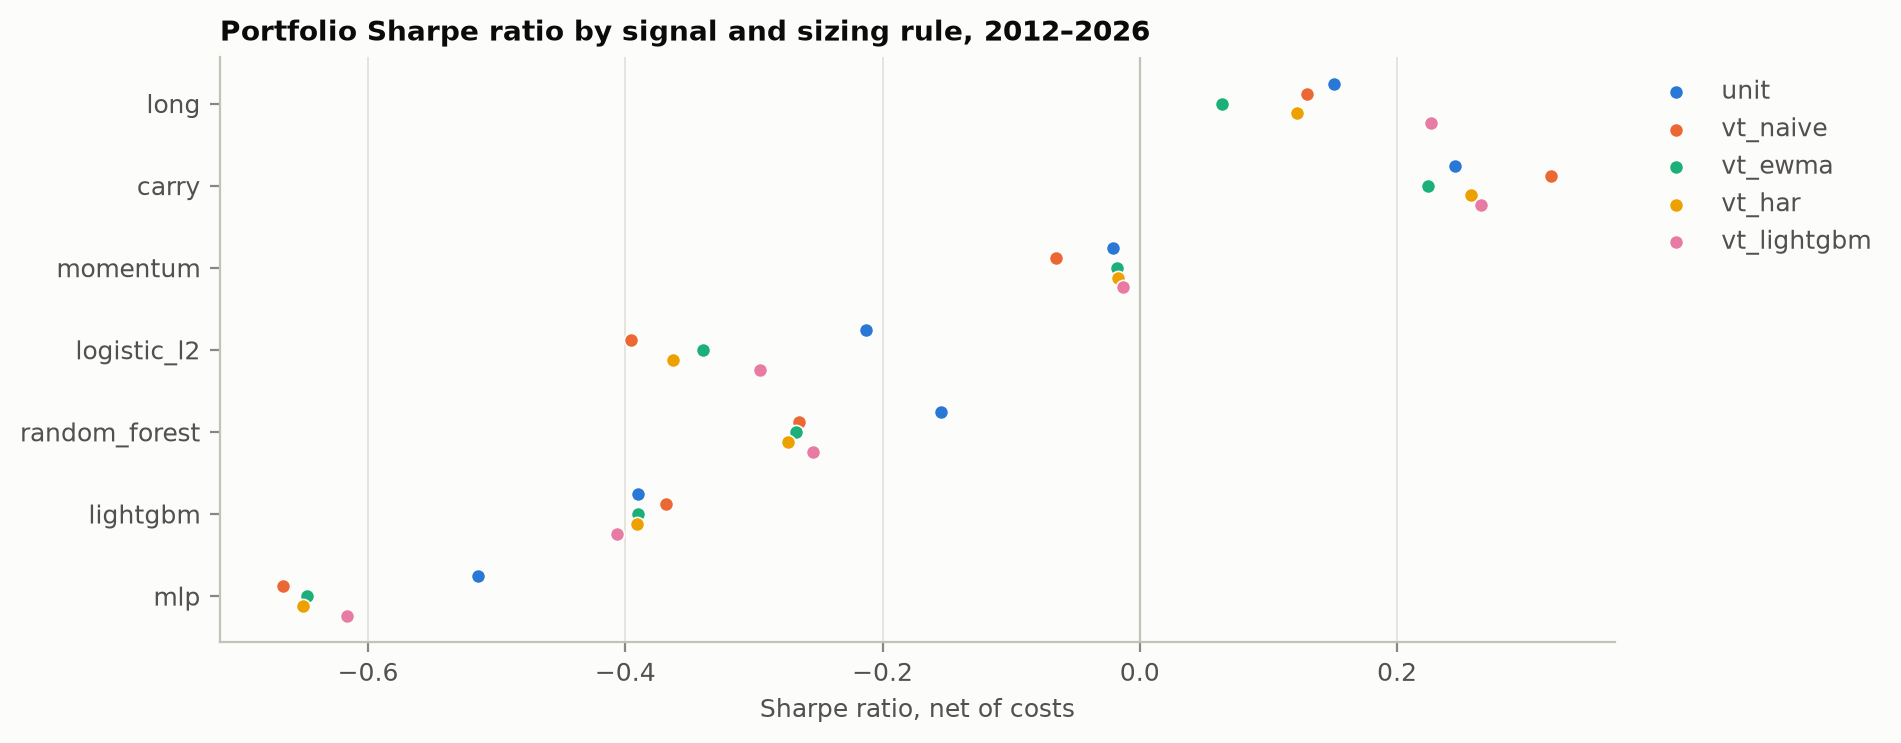 Portfolio Sharpe ratio by signal and sizing rule, 2012–2026
long
carry
momentum
logistic_l2
random_forest
lightgbm
mlp
−0.6
−0.4
−0.2
0.0
0.2
Sharpe ratio, net of costs
unit
vt_naive
vt_ewma
vt_har
vt_lightgbm